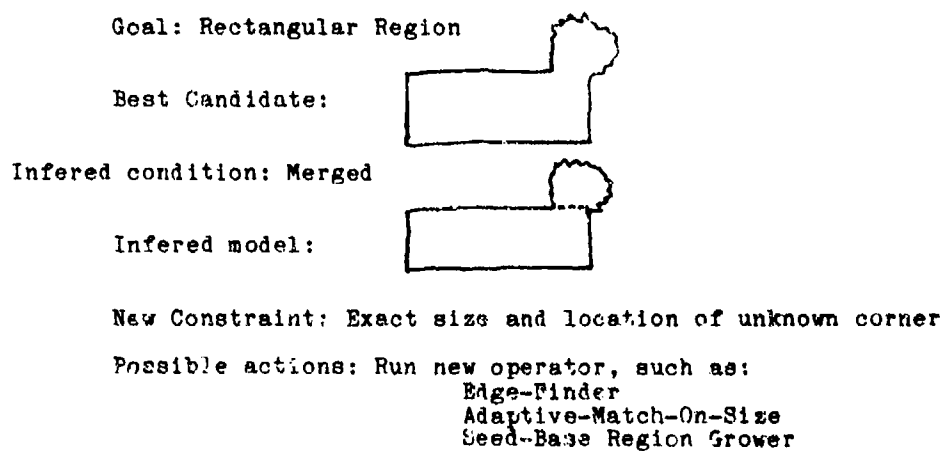 Goal: Rectangular Region
Best Candidate:
Infered condition: Merged
Infered model:
New Constraint: Exact size and location of unknown corner
Possible actions: Run new operator, such as:
Edge-Finder
Adaptive-Match-On-Size
Seed-Base Region Grower